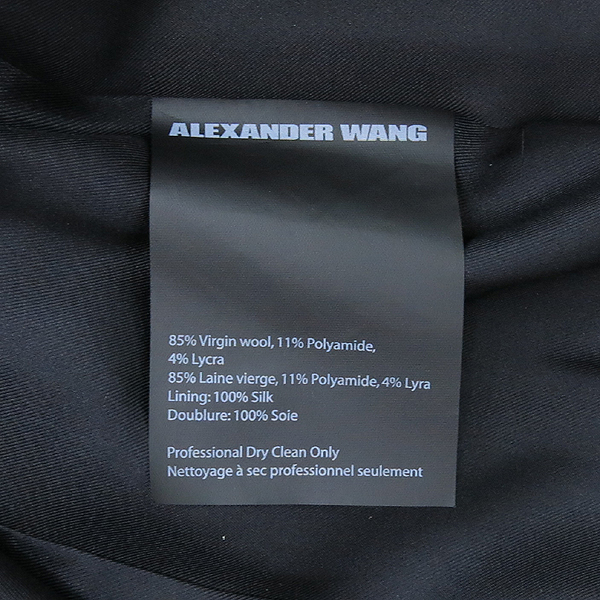 ALEXANDER WANG
85% Virgin wool, 11% Polyamide,
4% Lycra
85% Laine vierge, 11% Polyamide, 4% Lyra
Lining: 100% Silk
Doublure: 100% Soie
Professional Dry Clean Only
Nettoyage à sec professionel seulement